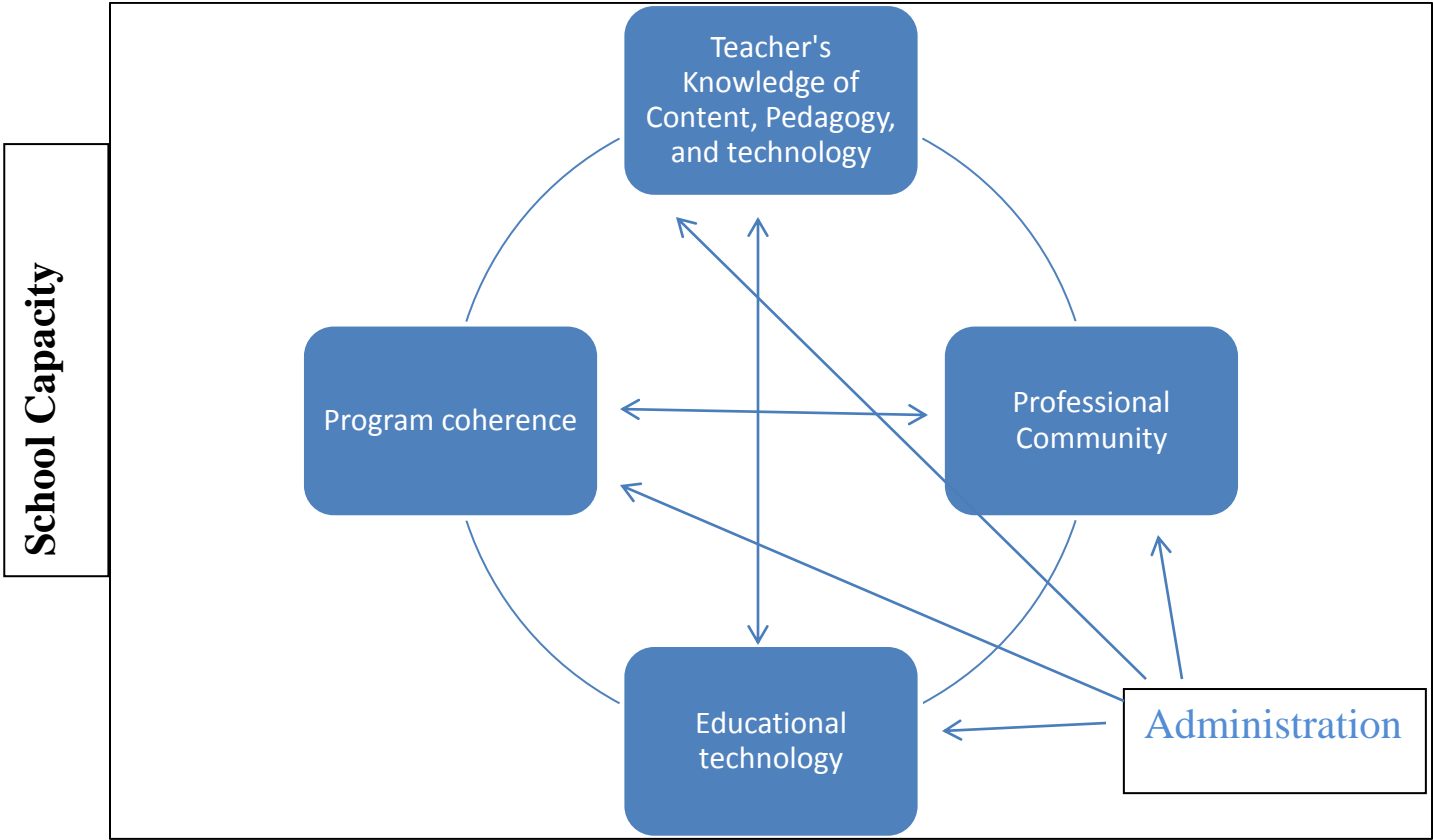 Teacher's
Knowledge of
Content, Pedagogy,
and technology
School Capacity
Program coherence
Professional
Community
Educational
technology
Administration